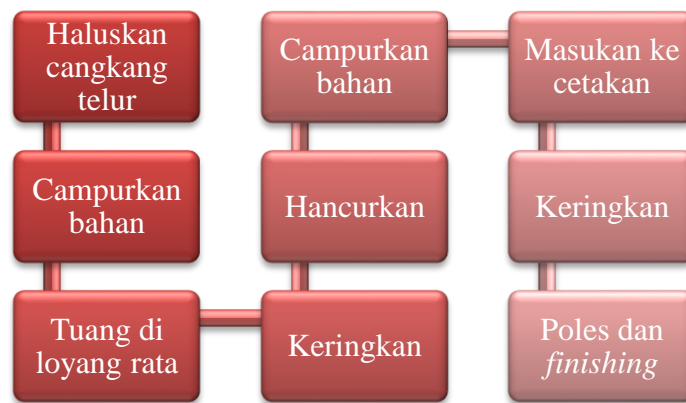 Haluskan
cangkang
telur
Campurkan
bahan
Tuang di
loyang rata
Keringkan
Hancurkan
Campurkan
bahan
Masukan ke
cetakan
Keringkan
Poles dan
finishing